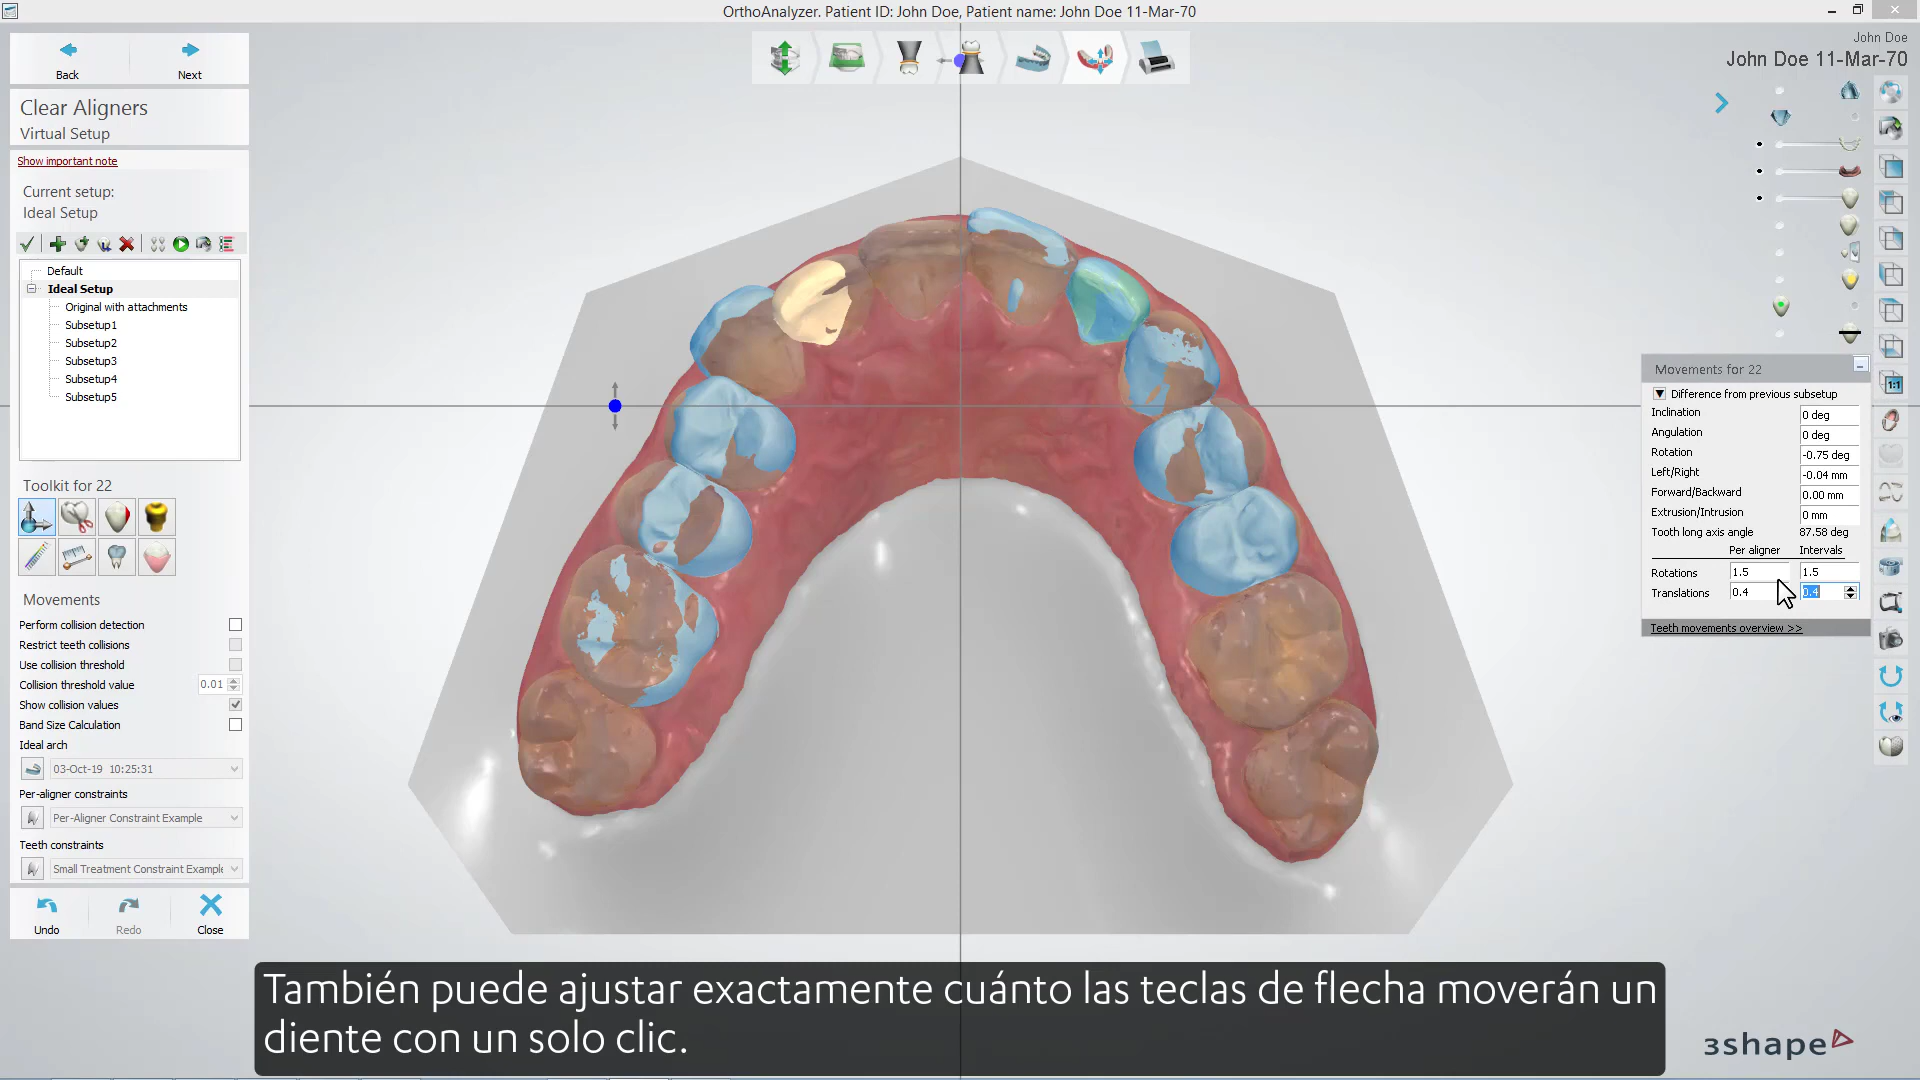 OrthoAnalyzer. Patient ID: John Doe, Patient name: John Doe 11-Mar-70
John Doe
John Doe 11-Mar-70
Back
Next
Clear Aligners
Virtual Setup
Show important note
Current setup:
Ideal Setup
Default
Ideal Setup
Original with attachments
Subsetup1
Subsetup2
Subsetup3
Subsetup4
Subsetup5
Toolkit for 22
Movements
Perform collision detection
Restrict teeth collisions
Use collision threshold
Collision threshold value 0.01
Show collision values
Band Size Calculation
Ideal arch
03-Oct-19 10:25:31
Per-aligner constraints
Per-Aligner Constraint Example
Teeth constraints
Small Treatment Constraint Example
Undo
Redo
Close
1:1
Movements for 22
Difference from previous subsetup
Inclination 0 deg
Angulation 0 deg
Rotation -0.75 deg
Left/Right -0.04 mm
Forward/Backward 0.00 mm
Extrusion/Intrusion 0 mm
Tooth long axis angle 87.58 deg
Per aligner Intervals
Rotations 1.5 1.5
Translations 0.4 0.4
Teeth movements overview >>
También puede ajustar exactamente cuánto las teclas de flecha moverán un
diente con un solo clic.
3shape